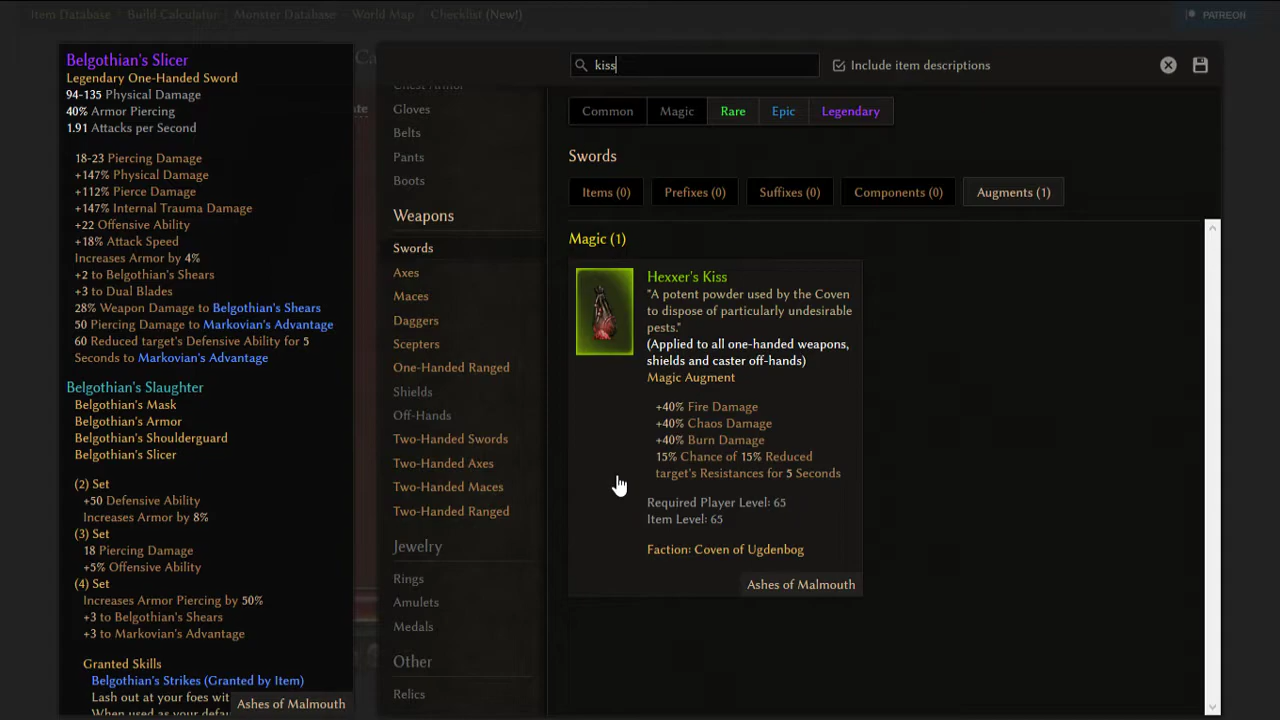 Item Database Build Calculator Monster Database World Map Checklist (New!)
PATREON
Belgothian's Slicer
Legendary One-Handed Sword
94-135 Physical Damage
40% Armor Piercing
1.91 Attacks per Second
18-23 Piercing Damage
+147% Physical Damage
+112% Pierce Damage
+147% Internal Trauma Damage
+22 Offensive Ability
+18% Attack Speed
Increases Armor by 4%
+2 to Belgothian's Shears
+3 to Dual Blades
28% Weapon Damage to Belgothian's Shears
50 Piercing Damage to Markovian's Advantage
60 Reduced target's Defensive Ability for 5
Seconds to Markovian's Advantage
Belgothian's Slaughter
Belgothian's Mask
Belgothian's Armor
Belgothian's Shoulderguard
Belgothian's Slicer
(2) Set
+50 Defensive Ability
Increases Armor by 8%
(3) Set
18 Piercing Damage
+5% Offensive Ability
(4) Set
Increases Armor Piercing by 50%
+3 to Belgothian's Shears
+3 to Markovian's Advantage
Granted Skills
Belgothian's Strikes (Granted by Item)
Lash out at your foes wit
Ashes of Malmouth
When used as your defau
Chest Armor
Gloves
Belts
Pants
Boots
Weapons
Swords
Axes
Maces
Daggers
Scepters
One-Handed Ranged
Shields
Off-Hands
Two-Handed Swords
Two-Handed Axes
Two-Handed Maces
Two-Handed Ranged
Jewelry
Rings
Amulets
Medals
Other
Relics
kiss
Include item descriptions
Common Magic Rare Epic Legendary
Swords
Items (0) Prefixes (0) Suffixes (0) Components (0) Augments (1)
Magic (1)
Hexxer's Kiss
"A potent powder used by the Coven
to dispose of particularly undesirable
pests."
(Applied to all one-handed weapons,
shields and caster off-hands)
Magic Augment
+40% Fire Damage
+40% Chaos Damage
+40% Burn Damage
15% Chance of 15% Reduced
target's Resistances for 5 Seconds
Required Player Level: 65
Item Level: 65
Faction: Coven of Ugdenbog
Ashes of Malmouth